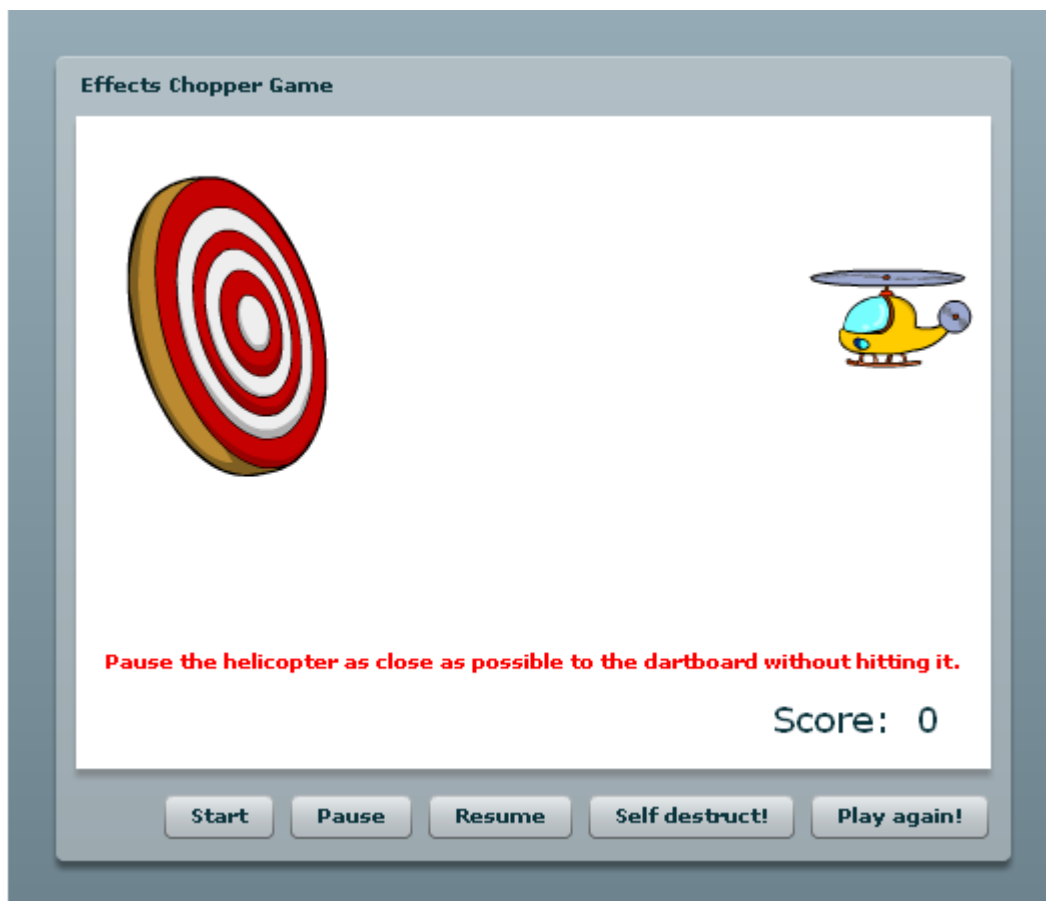 Effects Chopper Game
Pause the helicopter as close as possible to the dartboard without hitting it.
Score: 0
Start Pause Resume Self destruct! Play again!